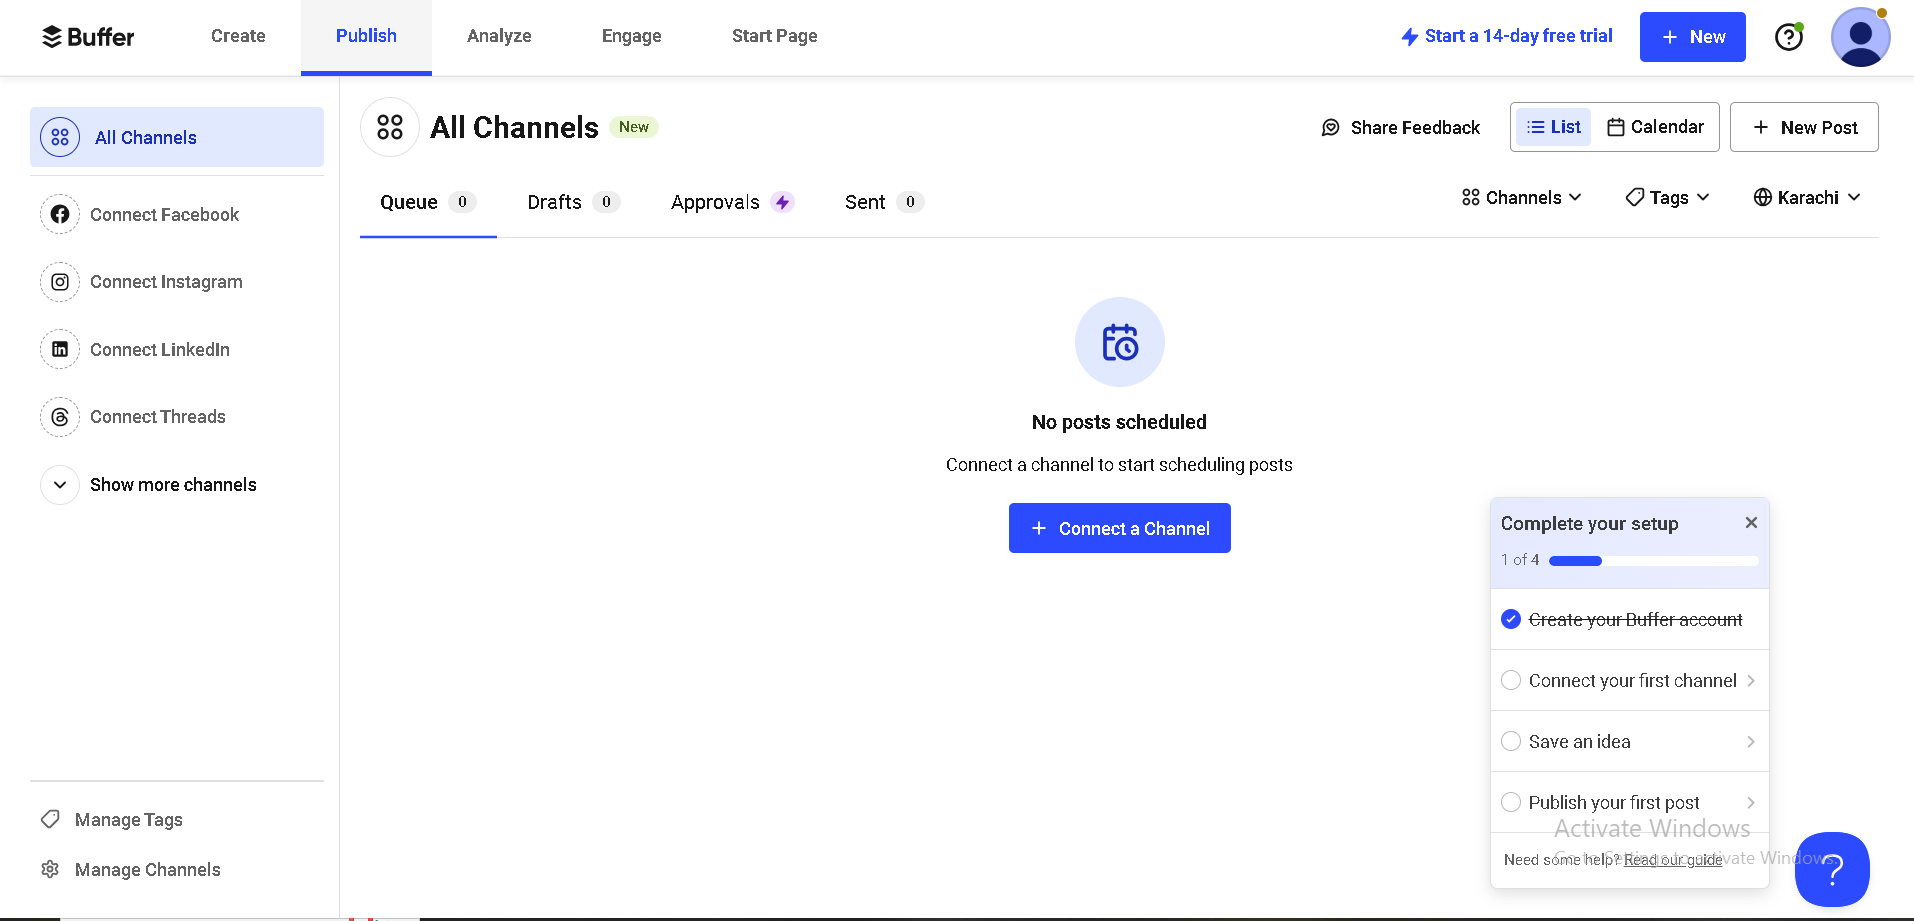 Buffer
Create
Publish
Analyze
Engage
Start Page
Start a 14-day free trial
+ New
All Channels
Connect Facebook
Connect Instagram
Connect LinkedIn
Connect Threads
Show more channels
Manage Tags
Manage Channels
All Channels New
Share Feedback
List
Calendar
+ New Post
Queue 0
Drafts 0
Approvals
Sent 0
Channels
Tags
Karachi
No posts scheduled
Connect a channel to start scheduling posts
+ Connect a Channel
Complete your setup
1 of 4
Create your Buffer account
Connect your first channel
Save an idea
Publish your first post
Activate Windows
Need some help? Read our guide
Go to Settings to activate Windows.
?